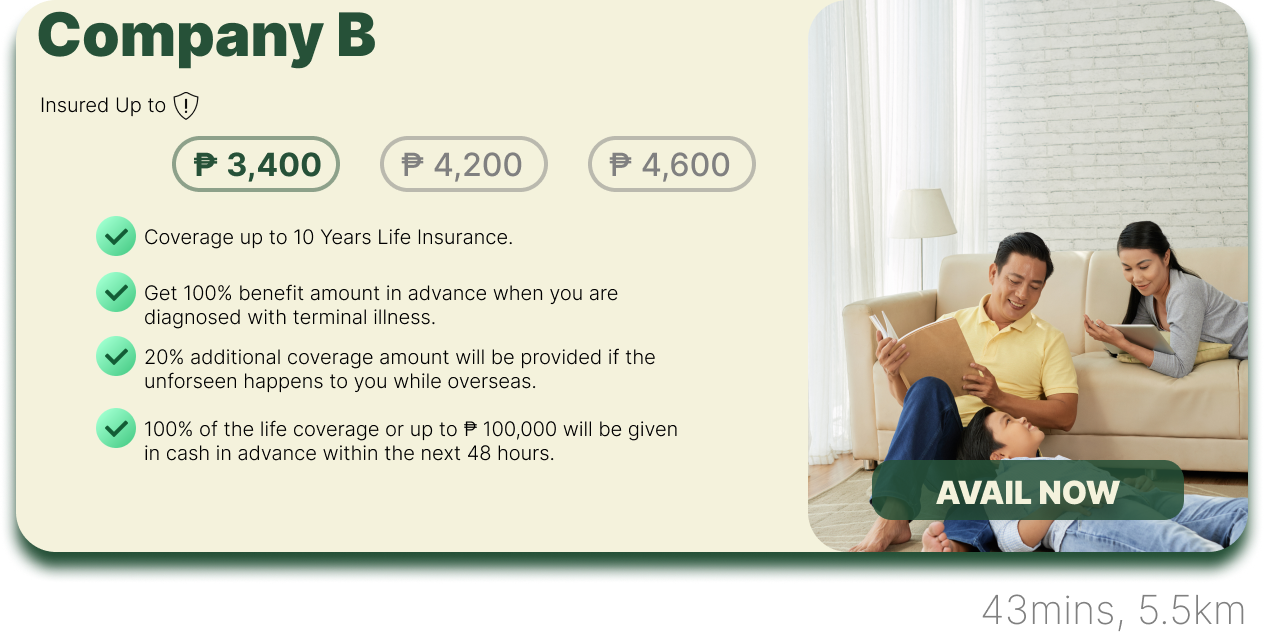 Company B
Insured Up to
₱ 3,400
₱ 4,200
₱ 4,600
Coverage up to 10 Years Life Insurance.
Get 100% benefit amount in advance when you are
diagnosed with terminal illness.
20% additional coverage amount will be provided if the
unforseen happens to you while overseas.
100% of the life coverage or up to ₱ 100,000 will be given
in cash in advance within the next 48 hours.
AVAIL NOW
43mins, 5.5km